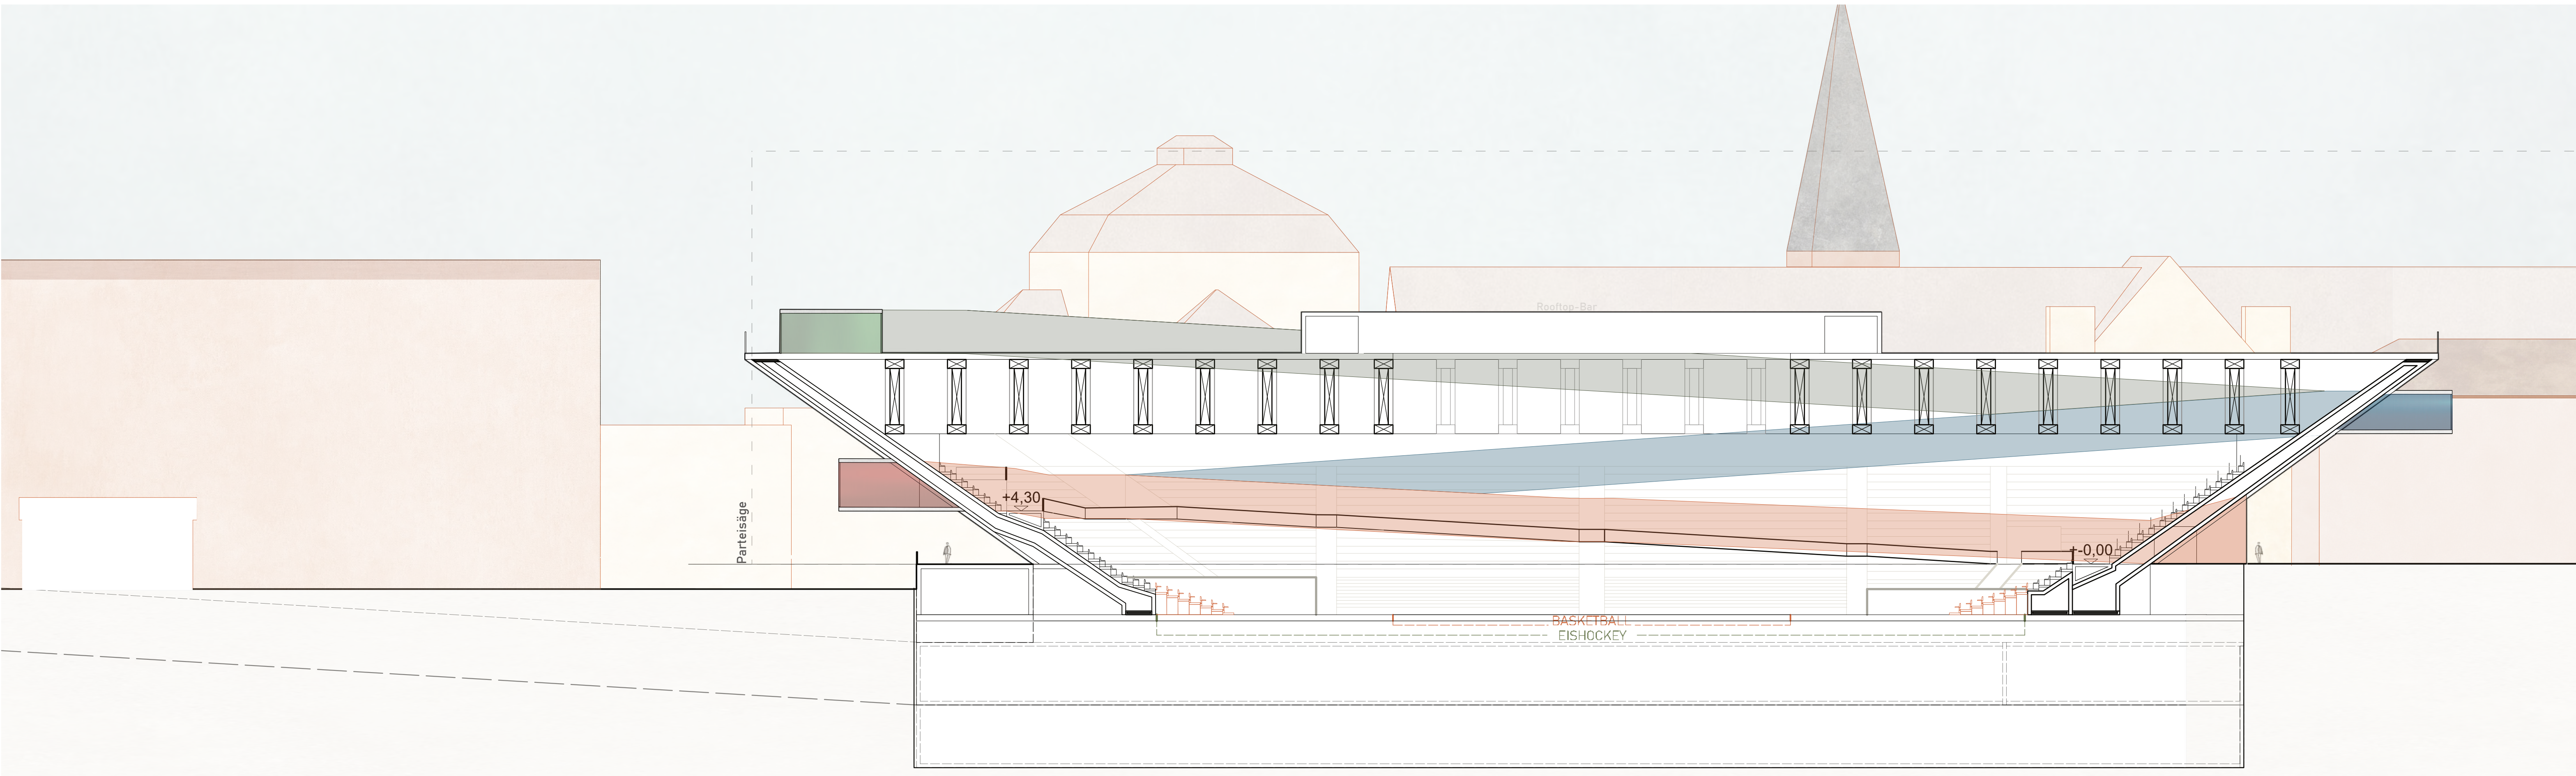 Rooftop-Bar
Parteisäge
+4,30
+-0,00
BASKETBALL
EISHOCKEY